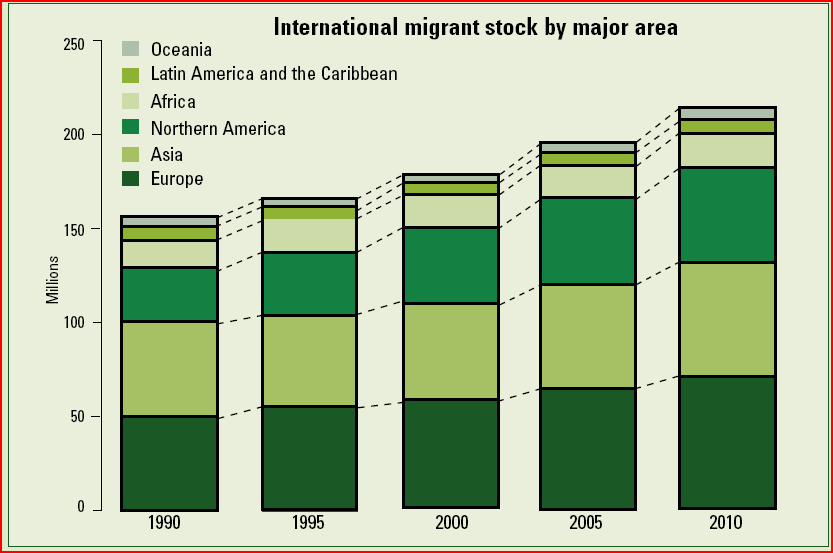 International migrant stock by major area
250
200
150
100
50
0
Millions
Oceania
Latin America and the Caribbean
Africa
Northern America
Asia
Europe
1990 1995 2000 2005 2010